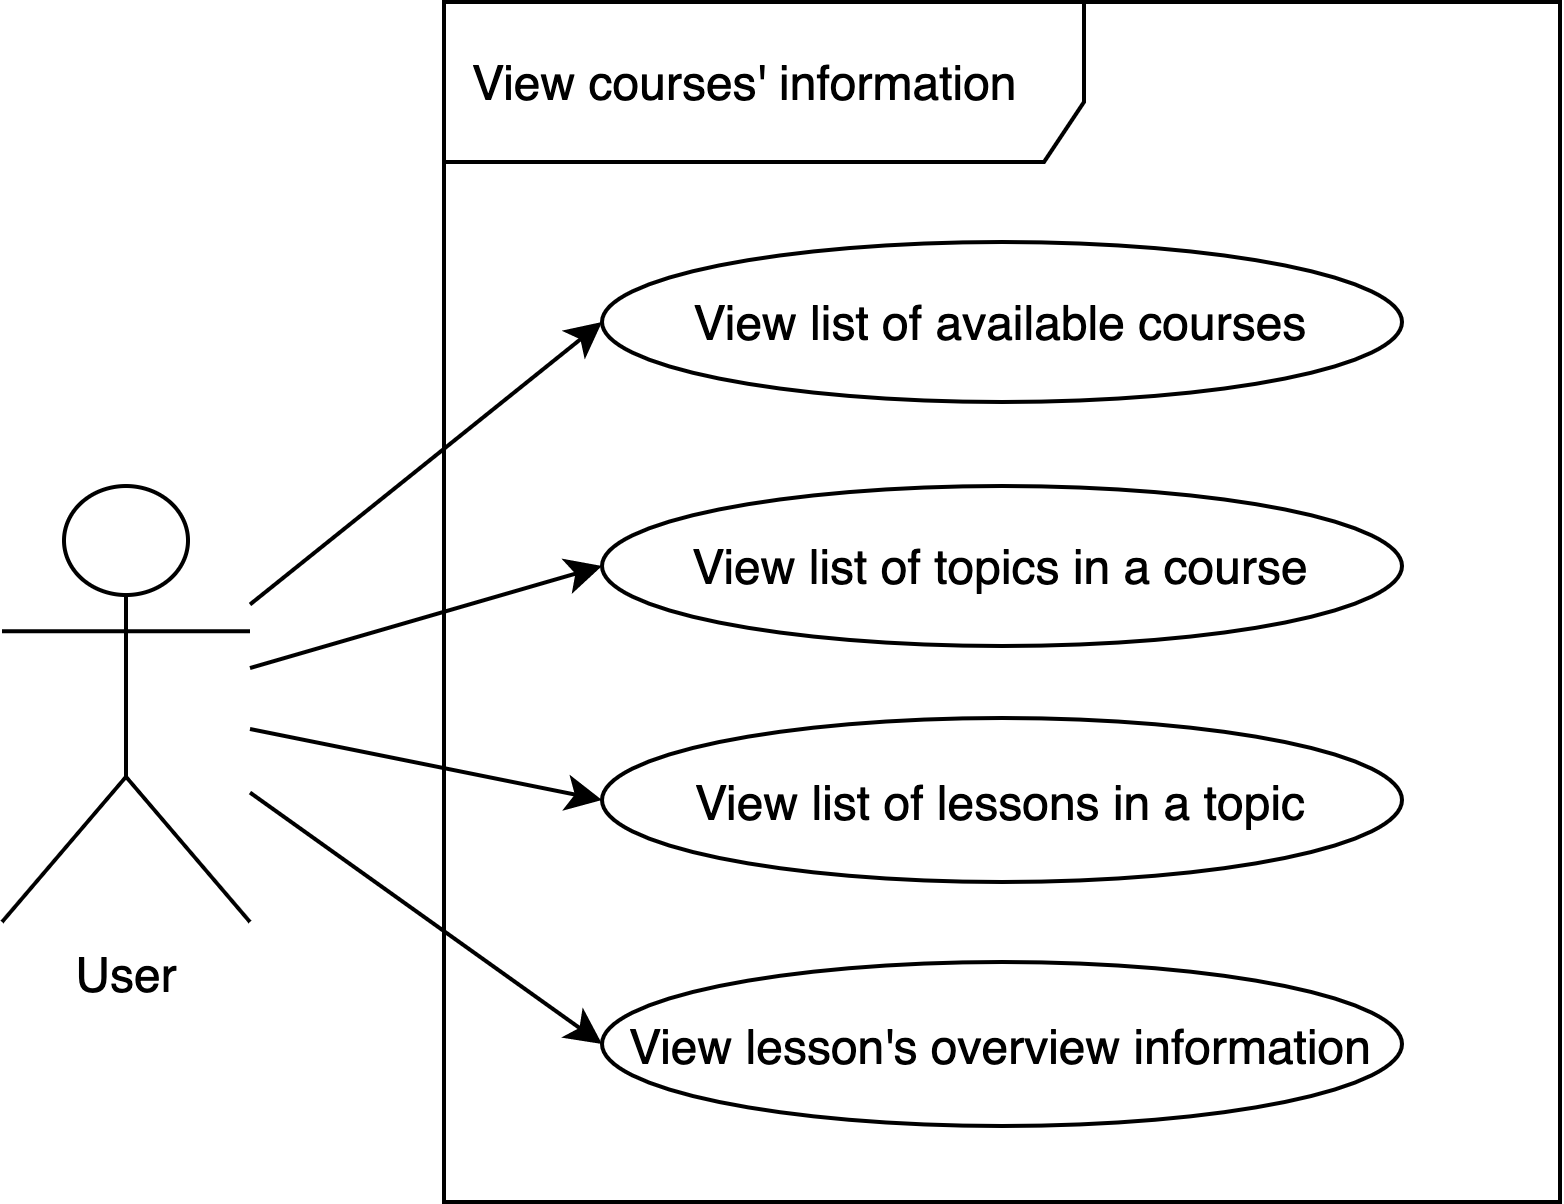 View courses' information
View list of available courses
View list of topics in a course
View list of lessons in a topic
User
View lesson's overview information